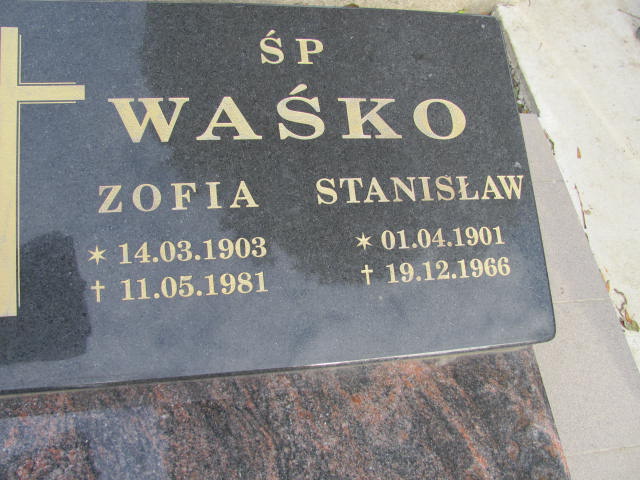 ŚP
WAŚKO
ZOFIA STANISŁAW
* 14.03.1903 * 01.04.1901
† 11.05.1981 † 19.12.1966